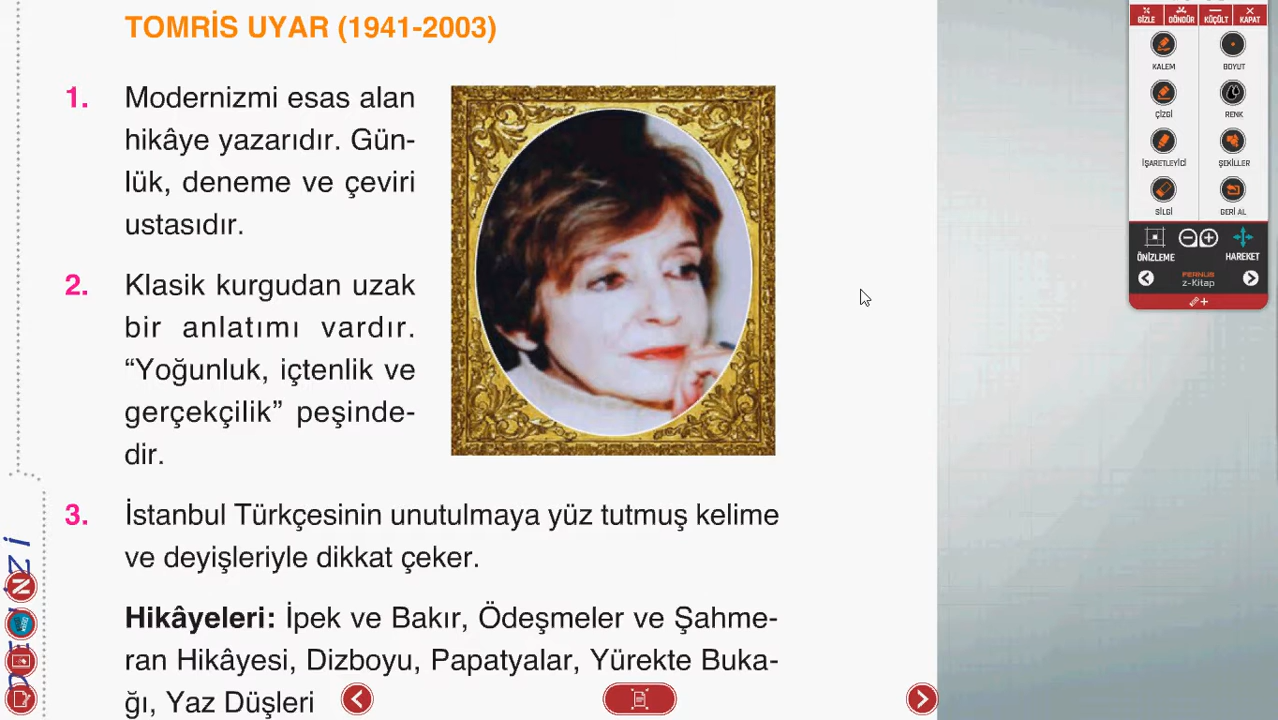 TOMRİS UYAR (1941-2003)
1. Modernizmi esas alan
hikâye yazarıdır. Gün-
lük, deneme ve çeviri
ustasıdır.
2. Klasik kurgudan uzak
bir anlatımı vardır.
“Yoğunluk, içtenlik ve
gerçekçilik” peşinde-
dir.
3. İstanbul Türkçesinin unutulmaya yüz tutmuş kelime
ve deyişleriyle dikkat çeker.
Hikâyeleri: İpek ve Bakır, Ödeşmeler ve Şahme-
ran Hikâyesi, Dizboyu, Papatyalar, Yürekte Buka-
ğı, Yaz Düşleri
GİZLE DÖNDÜR KÜÇÜLT KAPAT
KALEM BOYUT
ÇİZGİ RENK
İŞARETLEYİCİ ŞEKİLLER
SİLGİ GERİ AL
ÖNİZLEME HAREKET
FERNUS
z-Kitap